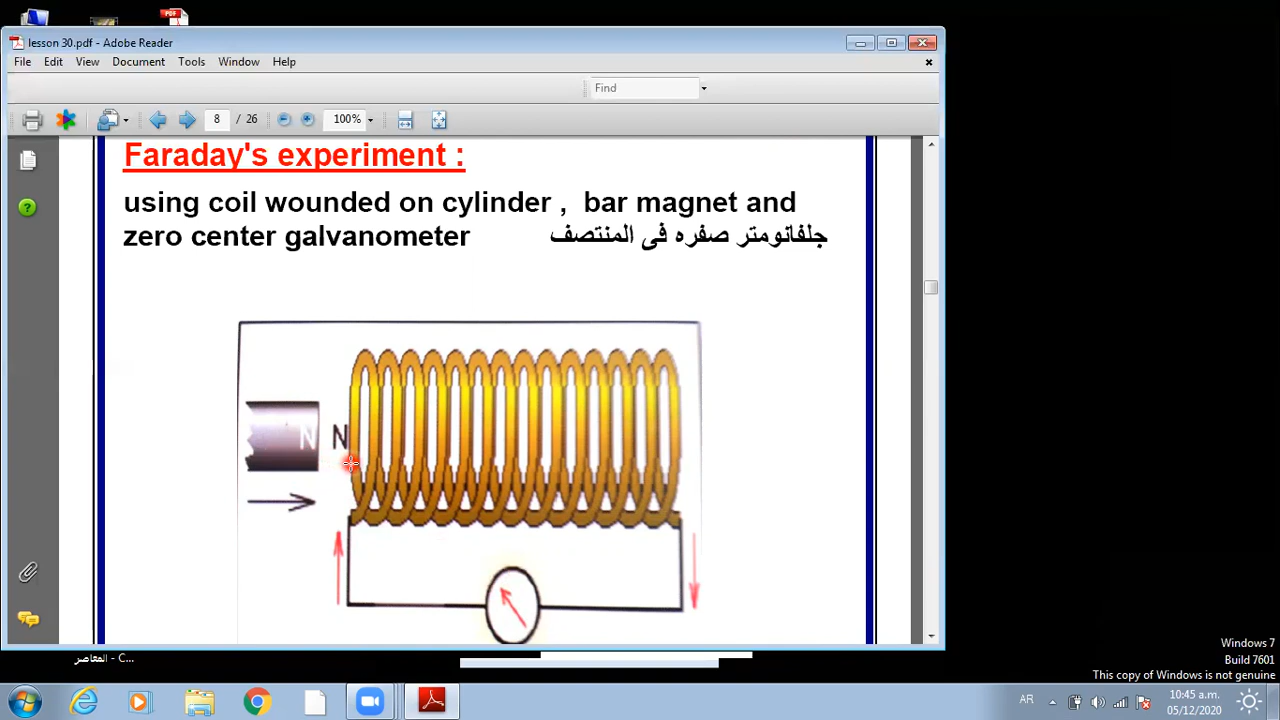 lesson 30.pdf - Adobe Reader
File Edit View Document Tools Window Help
Find
8 / 26 100%
Faraday's experiment :
using coil wounded on cylinder , bar magnet and
zero center galvanometer جلفانومتر صفره فى المنتصف
N N
Windows 7
Build 7601
This copy of Windows is not genuine
المعاصر - C...
AR 10:45 a.m.
05/12/2020